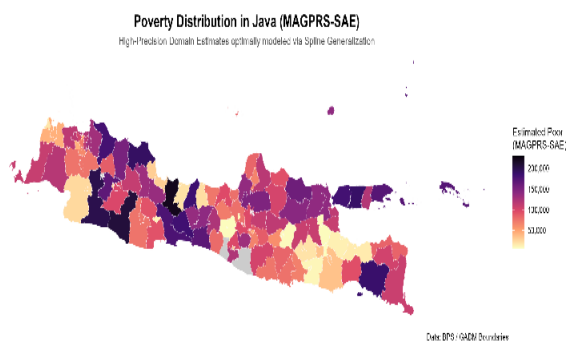 Poverty Distribution in Java (MAGPRS-SAE)
High-Precision Domain Estimates optimally modeled via Spline Generalization
Estimated Poor
(MAGPRS-SAE)
200,000
150,000
100,000
50,000
Data: BPS / GADM Boundaries